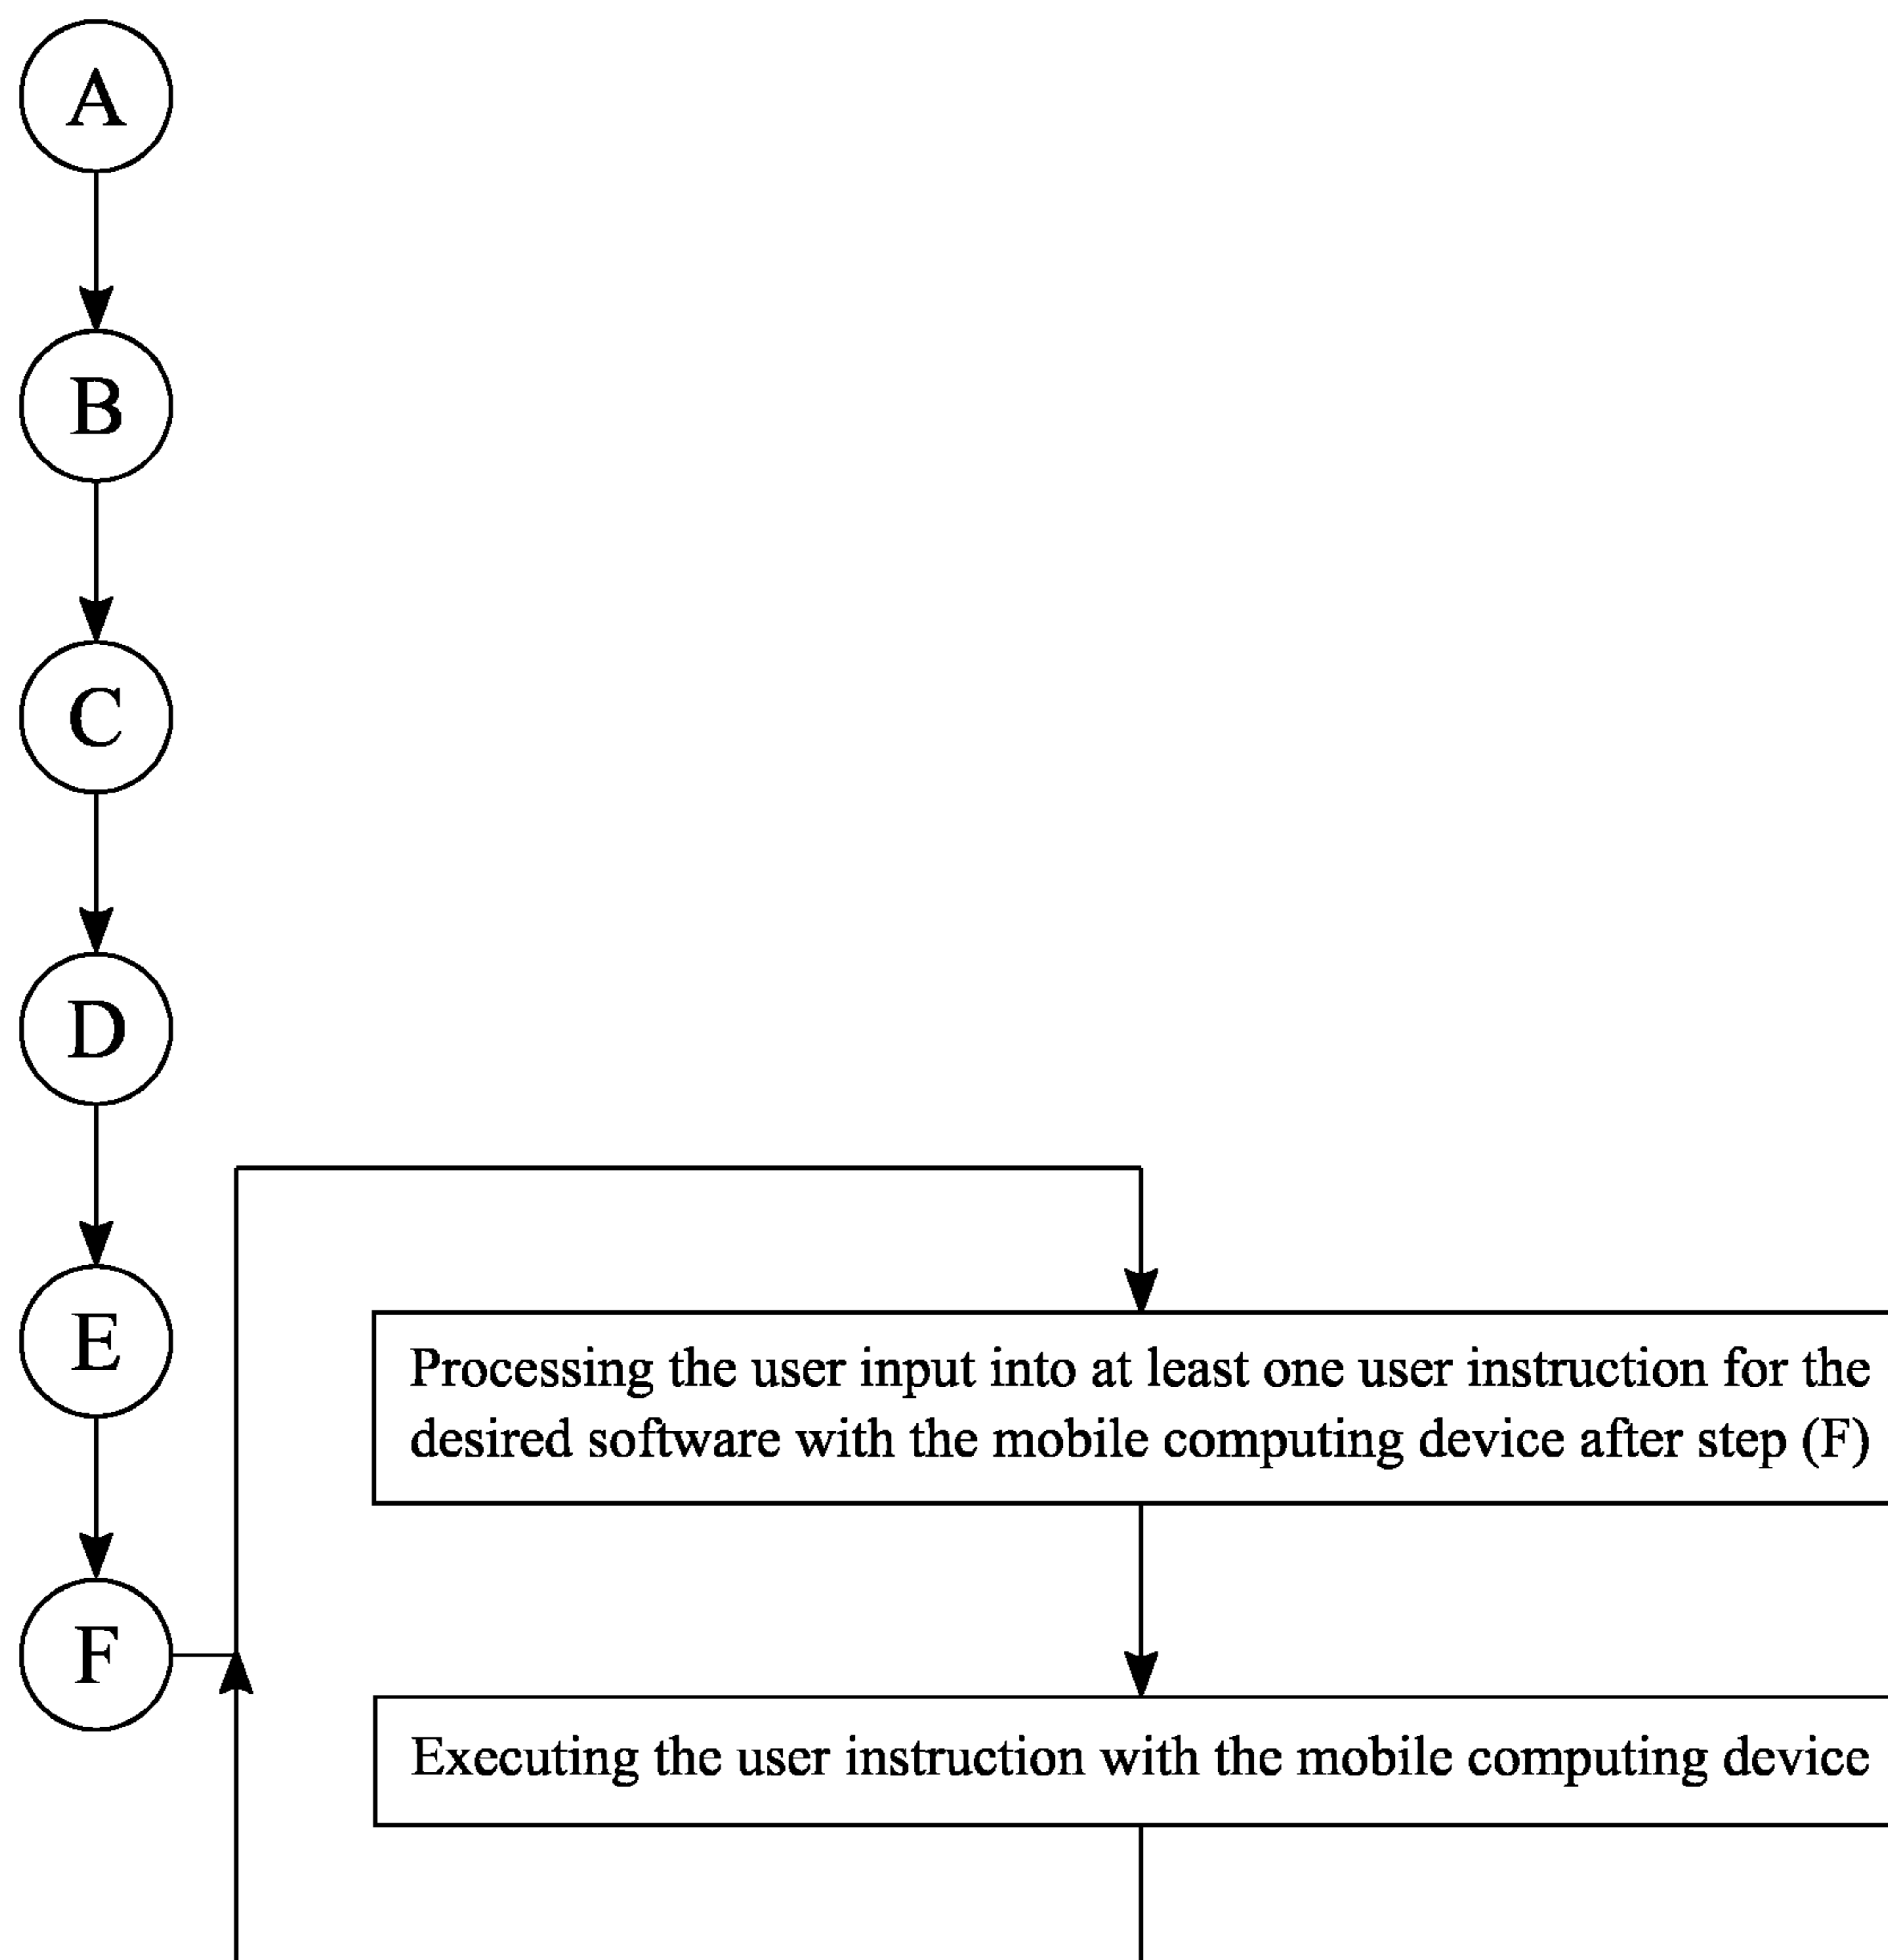 A
B
C
D
E
F
Processing the user input into at least one user instruction for the
desired software with the mobile computing device after step (F)
Executing the user instruction with the mobile computing device